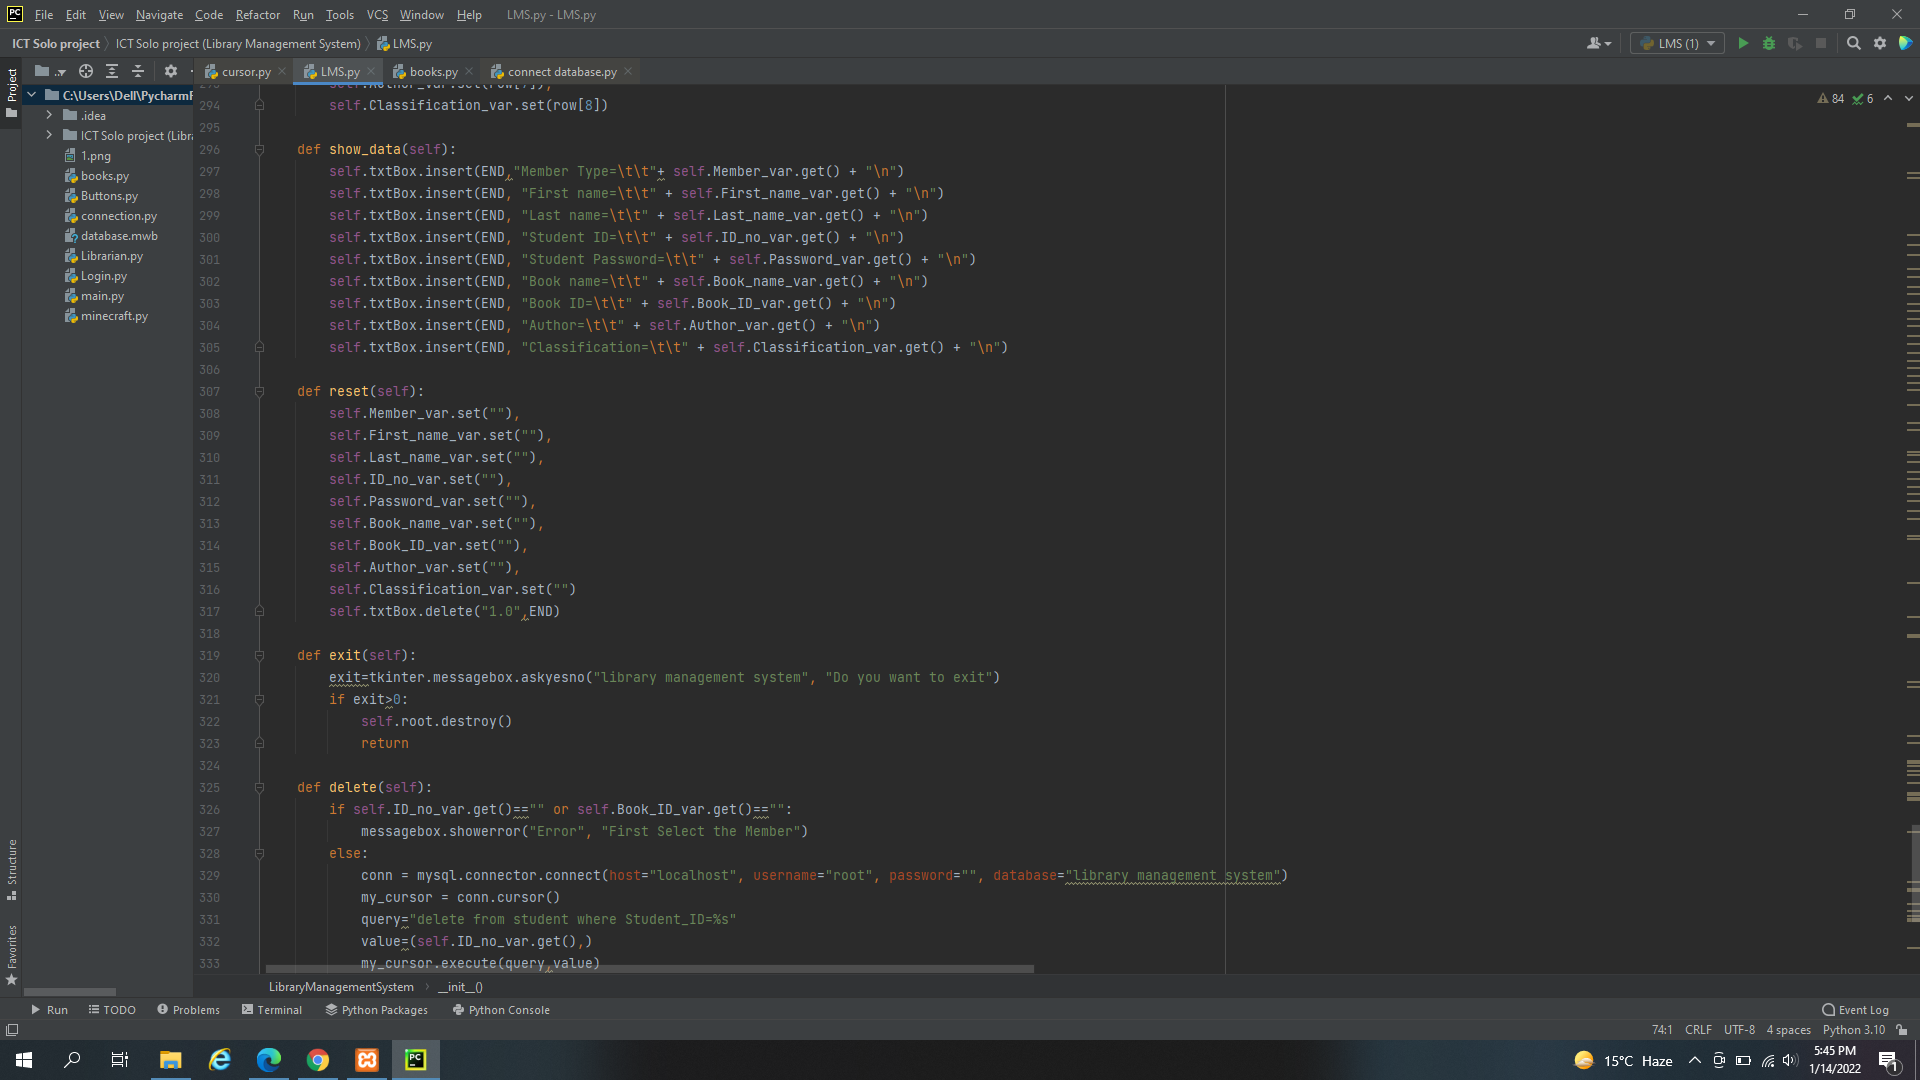 PC File Edit View Navigate Code Refactor Run Tools VCS Window Help LMS.py - LMS.py
ICT Solo project ICT Solo project (Library Management System) LMS.py LMS (1)
Project .. cursor.py LMS.py books.py connect database.py
C:\Users\Dell\PycharmP
.idea
ICT Solo project (Libra
1.png
books.py
Buttons.py
connection.py
database.mwb
Librarian.py
Login.py
main.py
minecraft.py
84 6
293 self.Author_var.set(row[7]),
294 self.Classification_var.set(row[8])
295
296 def show_data(self):
297 self.txtBox.insert(END,"Member Type=\t\t"+ self.Member_var.get() + "\n")
298 self.txtBox.insert(END, "First name=\t\t" + self.First_name_var.get() + "\n")
299 self.txtBox.insert(END, "Last name=\t\t" + self.Last_name_var.get() + "\n")
300 self.txtBox.insert(END, "Student ID=\t\t" + self.ID_no_var.get() + "\n")
301 self.txtBox.insert(END, "Student Password=\t\t" + self.Password_var.get() + "\n")
302 self.txtBox.insert(END, "Book name=\t\t" + self.Book_name_var.get() + "\n")
303 self.txtBox.insert(END, "Book ID=\t\t" + self.Book_ID_var.get() + "\n")
304 self.txtBox.insert(END, "Author=\t\t" + self.Author_var.get() + "\n")
305 self.txtBox.insert(END, "Classification=\t\t" + self.Classification_var.get() + "\n")
306
307 def reset(self):
308 self.Member_var.set(""),
309 self.First_name_var.set(""),
310 self.Last_name_var.set(""),
311 self.ID_no_var.set(""),
312 self.Password_var.set(""),
313 self.Book_name_var.set(""),
314 self.Book_ID_var.set(""),
315 self.Author_var.set(""),
316 self.Classification_var.set("")
317 self.txtBox.delete("1.0",END)
318
319 def exit(self):
320 exit=tkinter.messagebox.askyesno("library management system", "Do you want to exit")
321 if exit>0:
322 self.root.destroy()
323 return
324
325 def delete(self):
326 if self.ID_no_var.get()=="" or self.Book_ID_var.get()=="":
327 messagebox.showerror("Error", "First Select the Member")
328 else:
329 conn = mysql.connector.connect(host="localhost", username="root", password="", database="library management system")
330 my_cursor = conn.cursor()
331 query="delete from student where Student_ID=%s"
332 value=(self.ID_no_var.get(),)
333 my_cursor.execute(query,value)
Structure
Favorites
LibraryManagementSystem __init__()
Run TODO Problems Terminal Python Packages Python Console Event Log
74:1 CRLF UTF-8 4 spaces Python 3.10
PC 15°C Haze 5:45 PM
1/14/2022 1